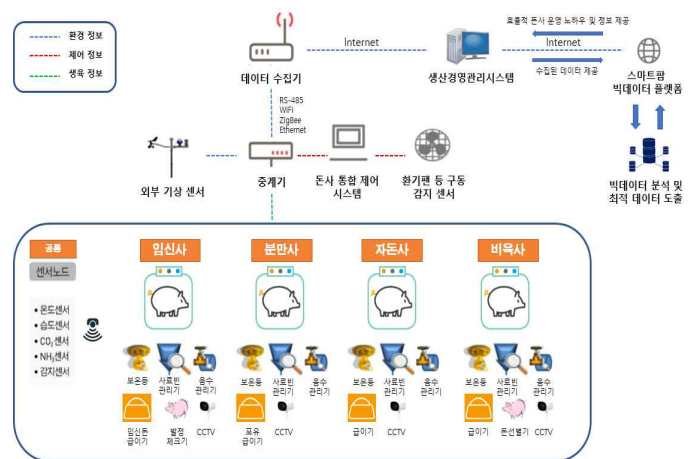 환경 정보
제어 정보
생육 정보
데이터 수집기
Internet
생산경영관리시스템
효율적 돈사 운영 노하우 및 정보 제공
Internet
수집된 데이터 제공
스마트팜
빅데이터 플랫폼
RS-485
WiFi
ZigBee
Ethernet
외부 기상 센서
중계기
돈사 통합 제어
시스템
환기팬 등 구동
감지 센서
빅데이터 분석 및
최적 데이터 도출
공통
센서노드
• 온도센서
• 습도센서
• CO₂센서
• NH₃센서
• 감지센서
임신사
보온등
사료빈
관리기
음수
관리기
임신돈
급이기
발정
체크기
CCTV
분만사
보온등
사료빈
관리기
음수
관리기
포유
급이기
CCTV
자돈사
보온등
사료빈
관리기
음수
관리기
급이기
CCTV
비육사
보온등
사료빈
관리기
음수
관리기
급이기
돈선별기
CCTV